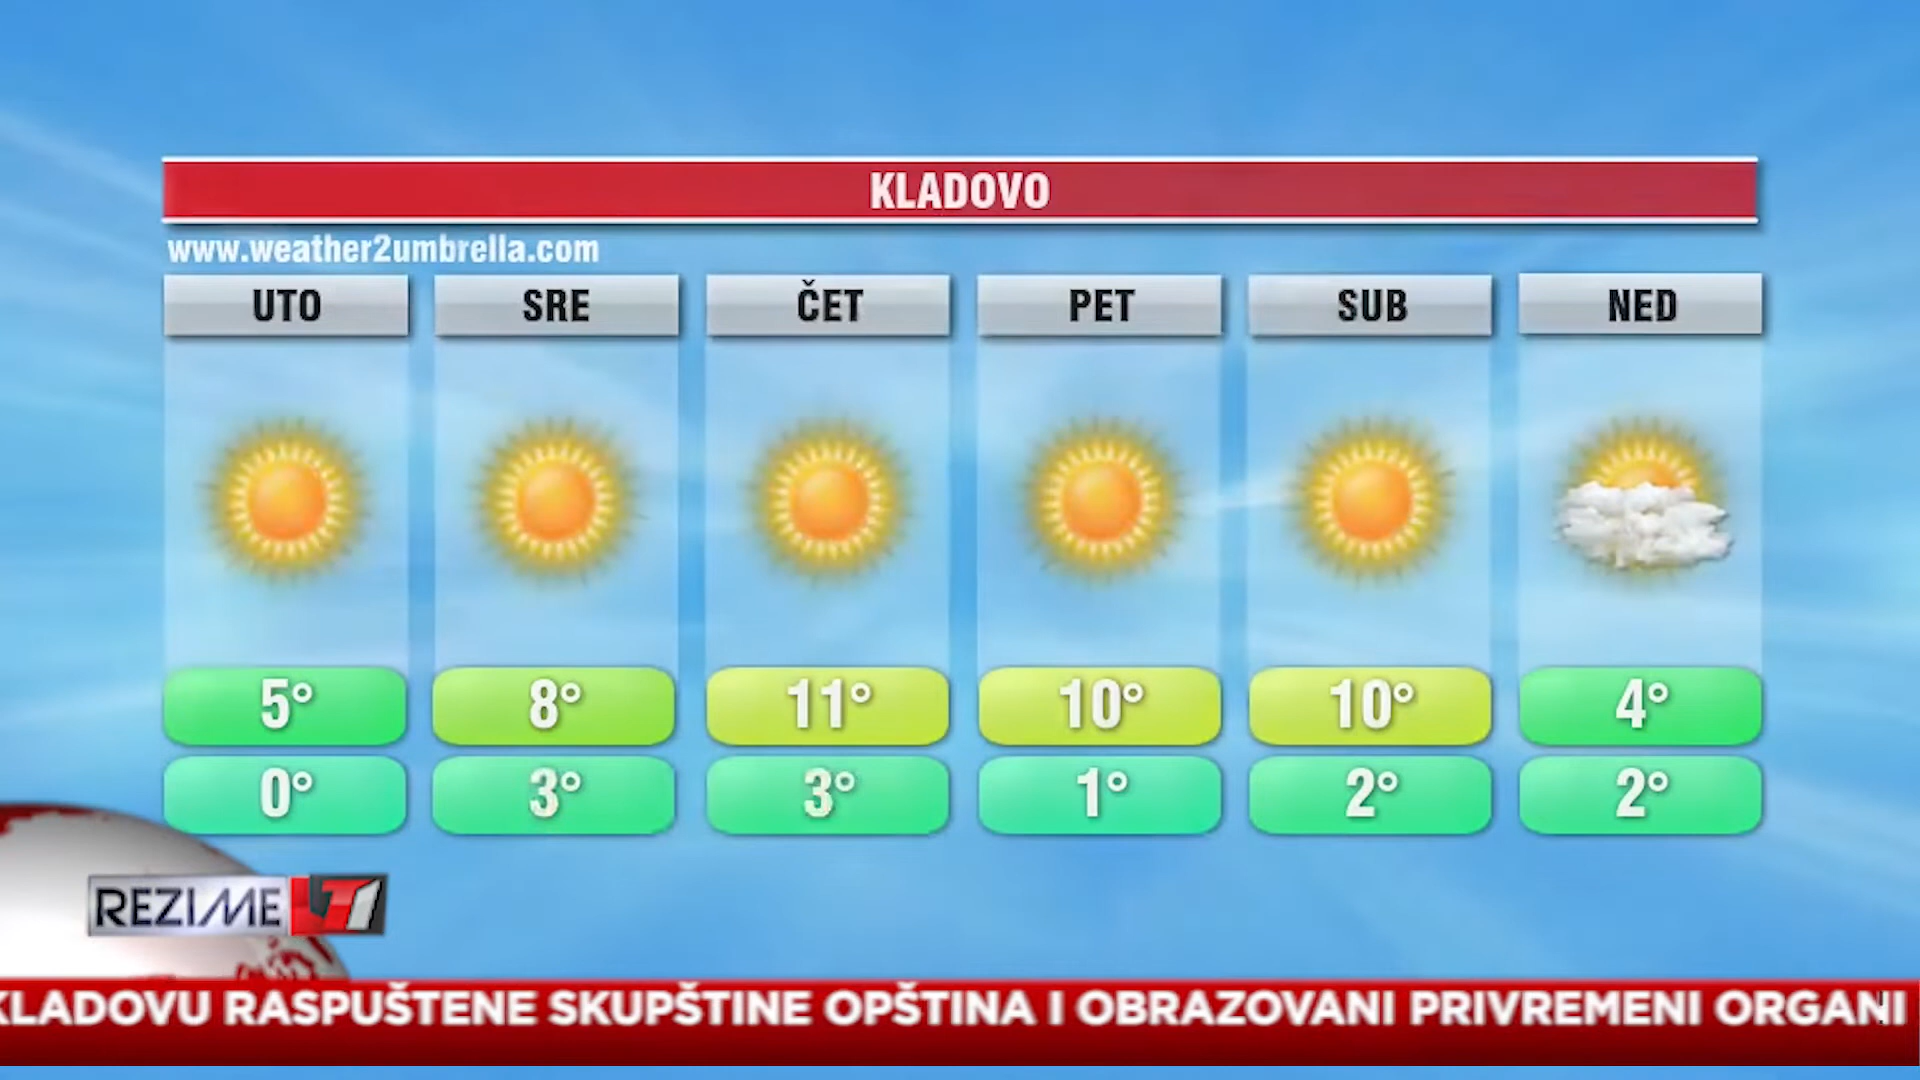 KLADOVO
www.weather2umbrella.com
UTO SRE ČET PET SUB NED
5° 8° 11° 10° 10° 4°
0° 3° 3° 1° 2° 2°
REZIME T1
KLADOVU RASPUŠTENE SKUPŠTINE OPŠTINA I OBRAZOVANI PRIVREMENI ORGANI